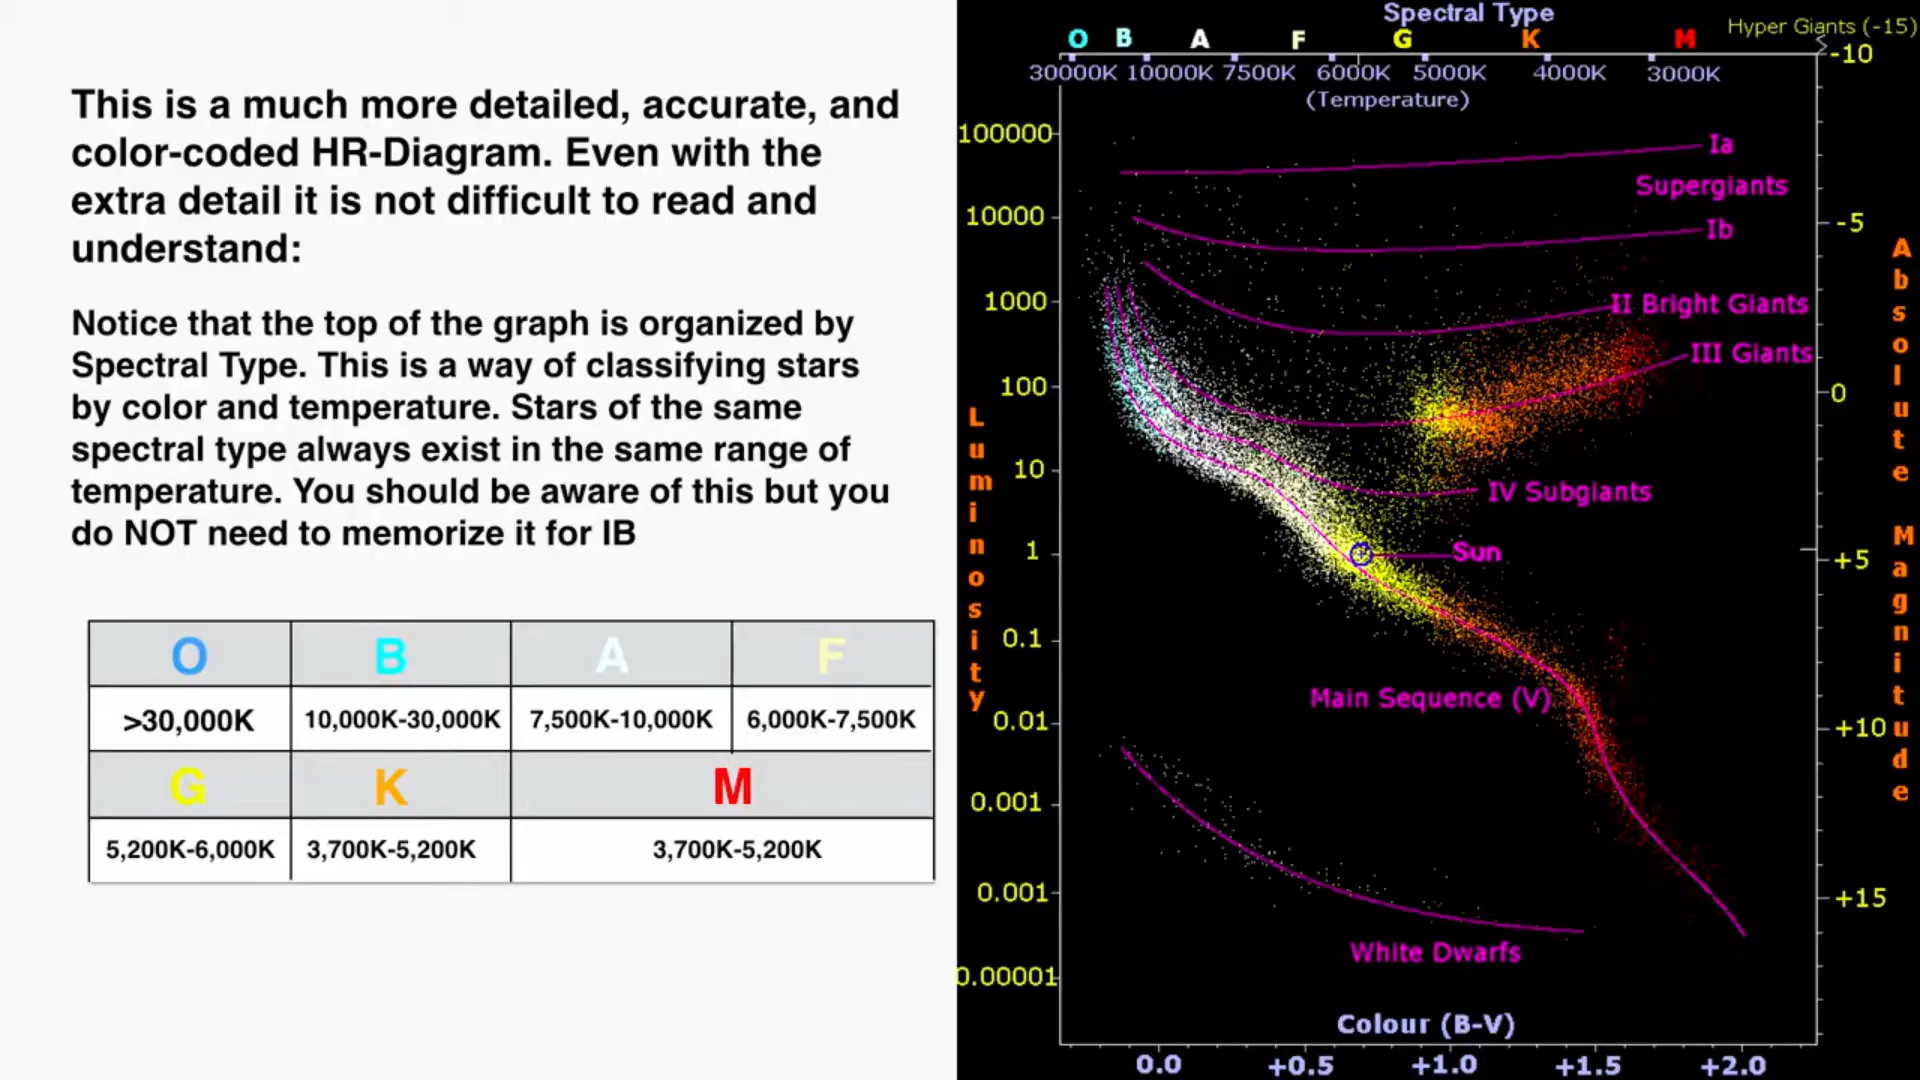 This is a much more detailed, accurate, and
color-coded HR-Diagram. Even with the
extra detail it is not difficult to read and
understand:
Notice that the top of the graph is organized by
Spectral Type. This is a way of classifying stars
by color and temperature. Stars of the same
spectral type always exist in the same range of
temperature. You should be aware of this but you
do NOT need to memorize it for IB
O B A F
>30,000K 10,000K-30,000K 7,500K-10,000K 6,000K-7,500K
G K M
5,200K-6,000K 3,700K-5,200K 3,700K-5,200K
Spectral Type
Hyper Giants (-15)
O B A F G K M
30000K 10000K 7500K 6000K 5000K 4000K 3000K
(Temperature)
Luminosity
100000
10000
1000
100
10
1
0.1
0.01
0.001
0.001
0.00001
Ia
Supergiants
Ib
II Bright Giants
III Giants
IV Subgiants
Sun
Main Sequence (V)
White Dwarfs
-10
-5
0
+5
+10
+15
Absolute Magnitude
Colour (B-V)
0.0 +0.5 +1.0 +1.5 +2.0